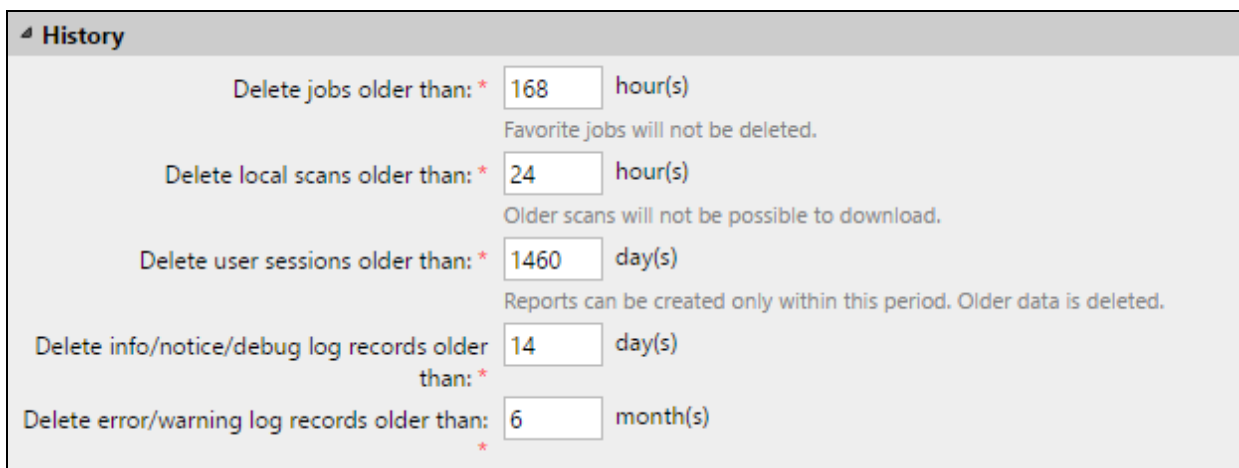 History
Delete jobs older than: * 168 hour(s)
Favorite jobs will not be deleted.
Delete local scans older than: * 24 hour(s)
Older scans will not be possible to download.
Delete user sessions older than: * 1460 day(s)
Reports can be created only within this period. Older data is deleted.
Delete info/notice/debug log records older 14 day(s)
than: *
Delete error/warning log records older than: 6 month(s)
*